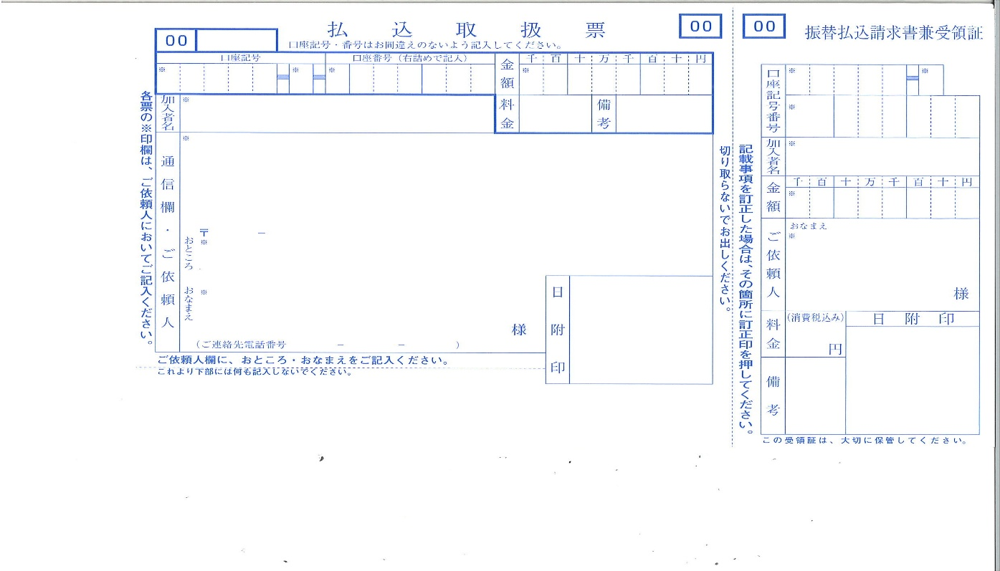 00
払込取扱票
00
口座記号・番号はお間違えのないよう記入してください。
口座記号
口座番号（右詰めで記入）
金額
千 百 十 万 千 百 十 円
※
※
※
※
加入者名
※
料金
備考
各票の※印欄は、ご依頼人においてご記入ください。
通信欄・ご依頼人
※
〒 －
おところ
※
おなまえ
※
様
（ご連絡先電話番号 － － ）
日附印
ご依頼人欄に、おところ・おなまえをご記入ください。
これより下部には何も記入しないでください。
切り取らないでお出しください。
00
振替払込請求書兼受領証
記載事項を訂正した場合は、その箇所に訂正印を押してください。
口座記号番号
※
※
※
加入者名
※
金額
千 百 十 万 千 百 十 円
※
ご依頼人
おなまえ
※
様
料金
（消費税込み）
円
日附印
備考
この受領証は、大切に保管してください。